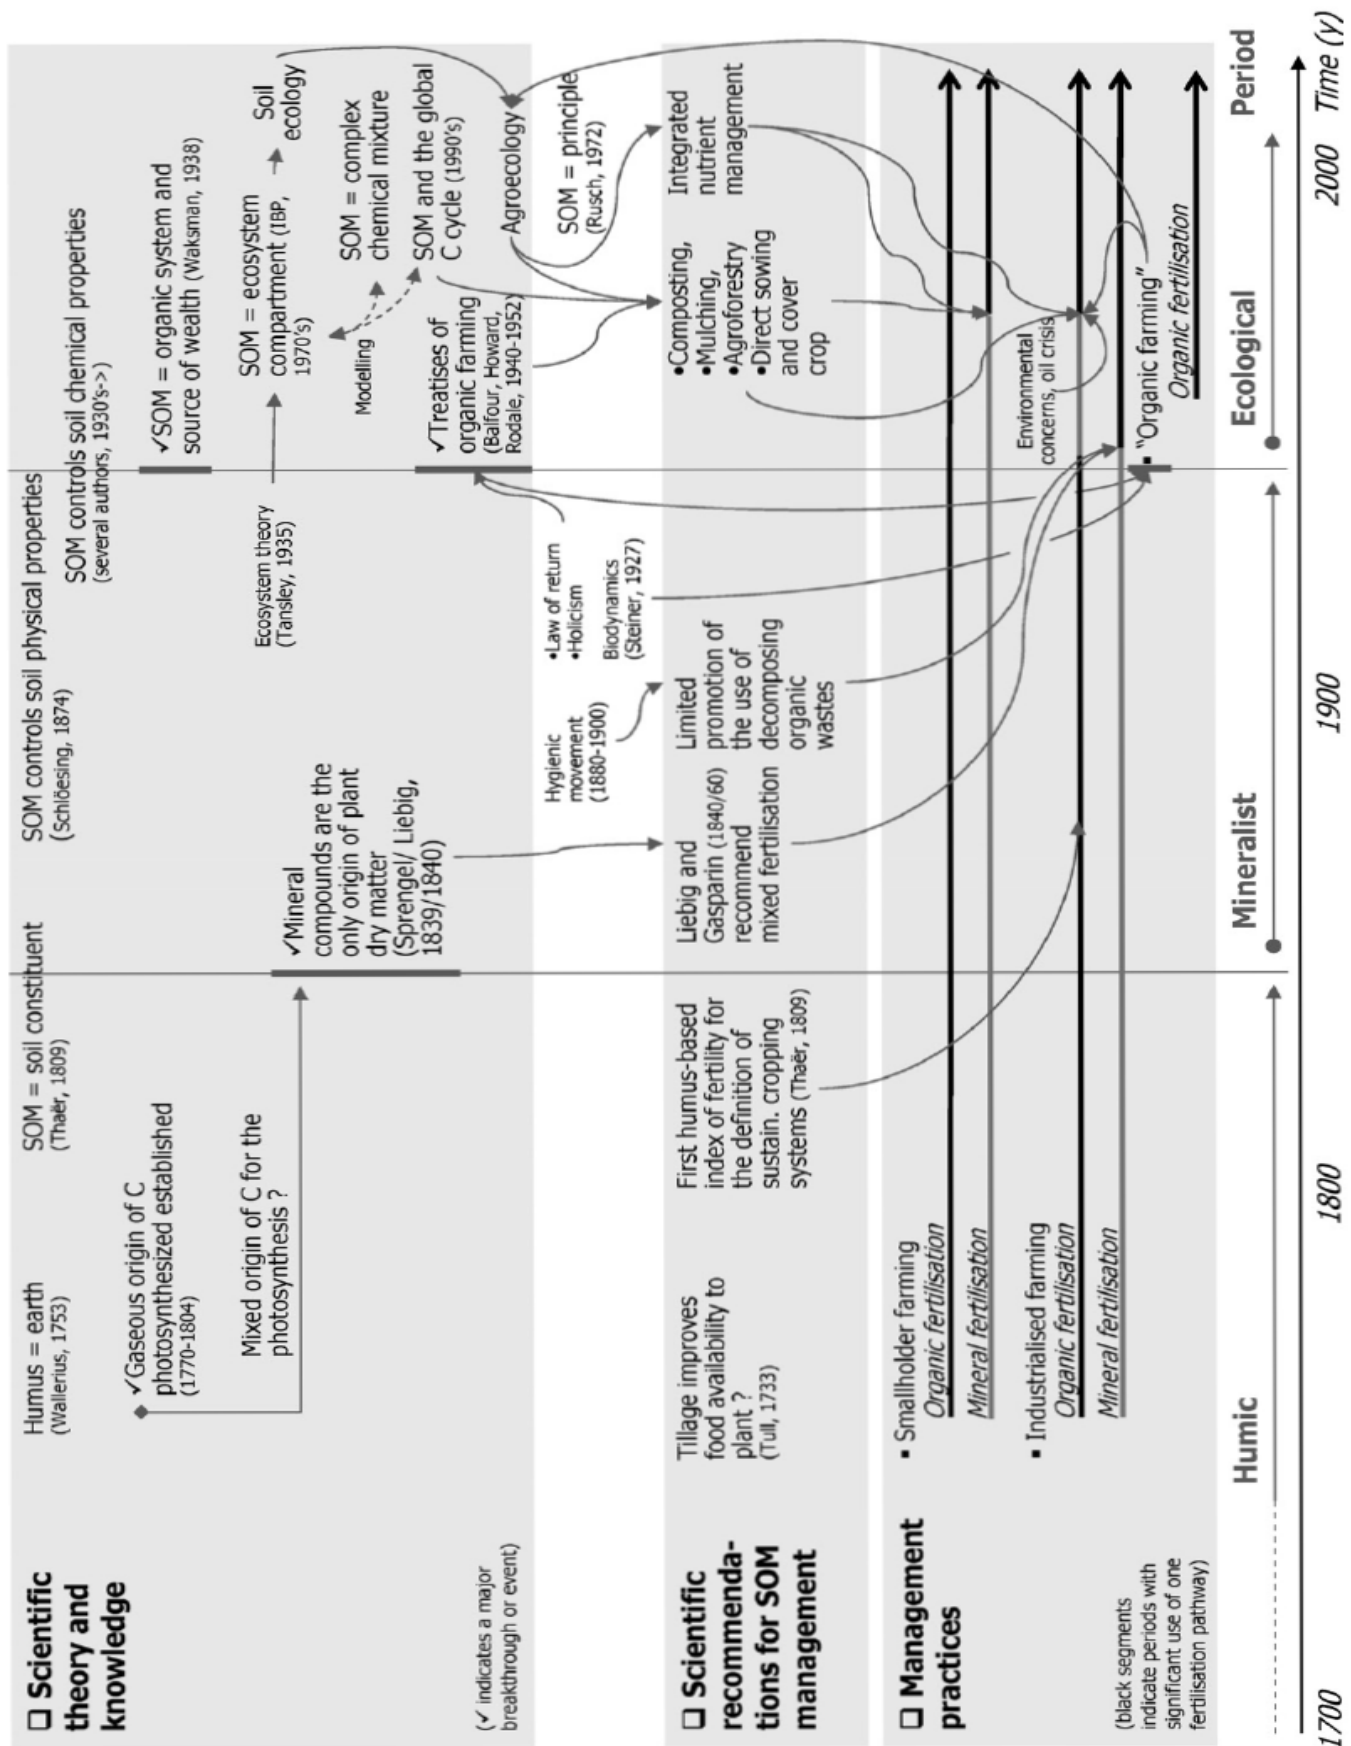 ❑ Scientific
theory and
knowledge
(✓ indicates a major
breakthrough or event)
Humus = earth
(Wallerius, 1753)
SOM = soil constituent
(Thaër, 1809)
SOM controls soil physical properties
(Schlöesing, 1874)
SOM controls soil chemical properties
(several authors, 1930's->)
✓Gaseous origin of C
photosynthesized established
(1770-1804)
Mixed origin of C for the
photosynthesis ?
✓Mineral
compounds are the
only origin of plant
dry matter
(Sprengel/ Liebig,
1839/1840)
✓SOM = organic system and
source of wealth (Waksman, 1938)
Ecosystem theory
(Tansley, 1935)
SOM = ecosystem
compartment (IBP,
1970's)
Soil
ecology
Modelling
SOM = complex
chemical mixture
SOM and the global
C cycle (1990's)
✓Treatises of
organic farming
(Balfour, Howard,
Rodale, 1940-1952)
Agroecology
Hygienic
movement
(1880-1900)
•Law of return
•Holicism
Biodynamics
(Steiner, 1927)
SOM = principle
(Rusch, 1972)
❑ Scientific
recommenda-
tions for SOM
management
Tillage improves
food availability to
plant ?
(Tull, 1733)
First humus-based
index of fertility for
the definition of
sustain. cropping
systems (Thaër, 1809)
Liebig and
Gasparin (1840/60)
recommend
mixed fertilisation
Limited
promotion of
the use of
decomposing
organic
wastes
•Composting,
•Mulching,
•Agroforestry
•Direct sowing
and cover
crop
Integrated
nutrient
management
❑ Management
practices
(black segments
indicate periods with
significant use of one
fertilisation pathway)
▪ Smallholder farming
Organic fertilisation
Mineral fertilisation
▪ Industrialised farming
Organic fertilisation
Mineral fertilisation
Environmental
concerns, oil crisis
▪ "Organic farming"
Organic fertilisation
Humic
Mineralist
Ecological
Period
1700
1800
1900
2000
Time (y)